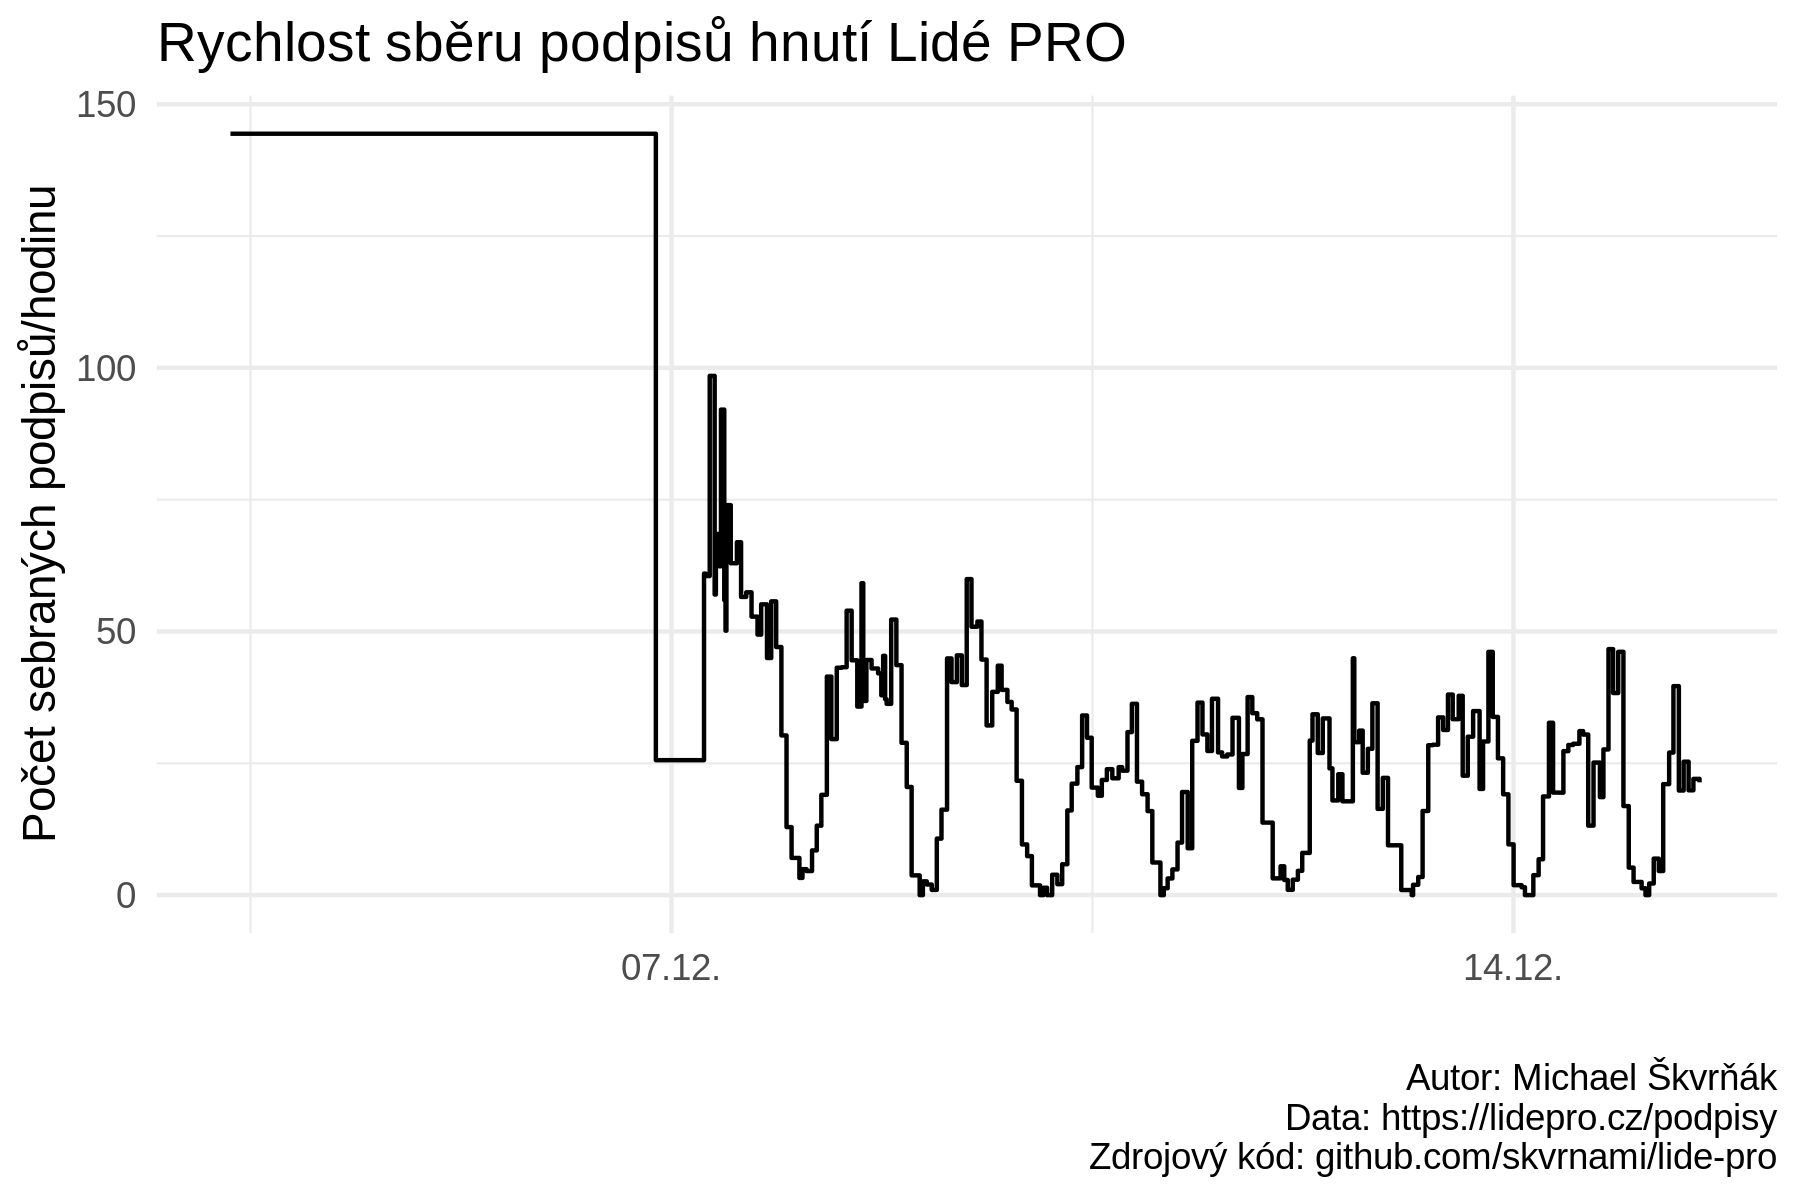 Rychlost sběru podpisů hnutí Lidé PRO
Počet sebraných podpisů/hodinu
150
100
50
0
07.12.
14.12.
Autor: Michael Škvrňák
Data: https://lidepro.cz/podpisy
Zdrojový kód: github.com/skvrnami/lide-pro